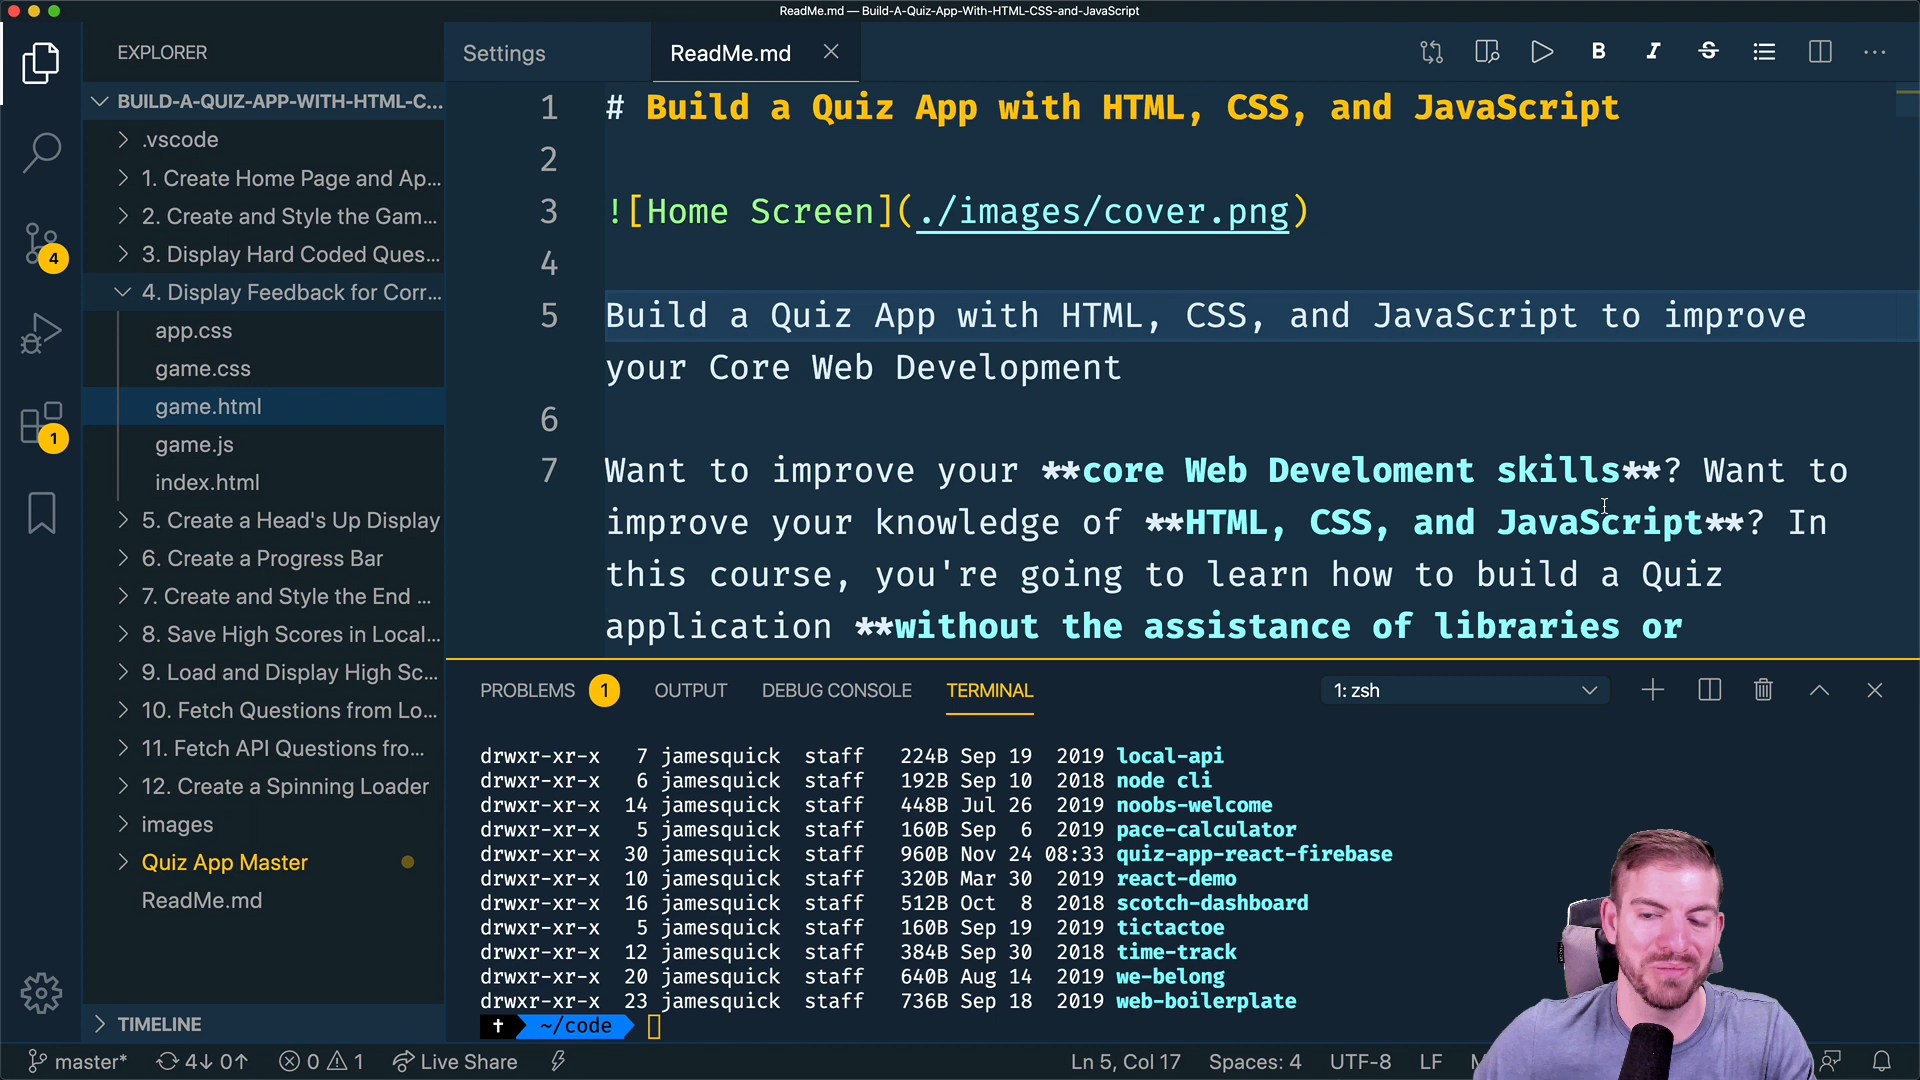 ReadMe.md — Build-A-Quiz-App-With-HTML-CSS-and-JavaScript
EXPLORER
BUILD-A-QUIZ-APP-WITH-HTML-C...
.vscode
1. Create Home Page and Ap...
2. Create and Style the Gam...
3. Display Hard Coded Ques...
4. Display Feedback for Corr...
app.css
game.css
game.html
game.js
index.html
5. Create a Head's Up Display
6. Create a Progress Bar
7. Create and Style the End ...
8. Save High Scores in Local...
9. Load and Display High Sc...
10. Fetch Questions from Lo...
11. Fetch API Questions fro...
12. Create a Spinning Loader
images
Quiz App Master
ReadMe.md
TIMELINE
4
1
Settings
ReadMe.md
B I S
1 # Build a Quiz App with HTML, CSS, and JavaScript
2
3 ![Home Screen](./images/cover.png)
4
5 Build a Quiz App with HTML, CSS, and JavaScript to improve
your Core Web Development
6
7 Want to improve your **core Web Develoment skills**? Want to
improve your knowledge of **HTML, CSS, and JavaScript**? In
this course, you're going to learn how to build a Quiz
application **without the assistance of libraries or
PROBLEMS 1 OUTPUT DEBUG CONSOLE TERMINAL 1: zsh
drwxr-xr-x 7 jamesquick staff 224B Sep 19 2019 local-api
drwxr-xr-x 6 jamesquick staff 192B Sep 10 2018 node cli
drwxr-xr-x 14 jamesquick staff 448B Jul 26 2019 noobs-welcome
drwxr-xr-x 5 jamesquick staff 160B Sep 6 2019 pace-calculator
drwxr-xr-x 30 jamesquick staff 960B Nov 24 08:33 quiz-app-react-firebase
drwxr-xr-x 10 jamesquick staff 320B Mar 30 2019 react-demo
drwxr-xr-x 16 jamesquick staff 512B Oct 8 2018 scotch-dashboard
drwxr-xr-x 5 jamesquick staff 160B Sep 19 2019 tictactoe
drwxr-xr-x 12 jamesquick staff 384B Sep 30 2018 time-track
drwxr-xr-x 20 jamesquick staff 640B Aug 14 2019 we-belong
drwxr-xr-x 23 jamesquick staff 736B Sep 18 2019 web-boilerplate
~/code
master* 4↓ 0↑ 0 1 Live Share Ln 5, Col 17 Spaces: 4 UTF-8 LF